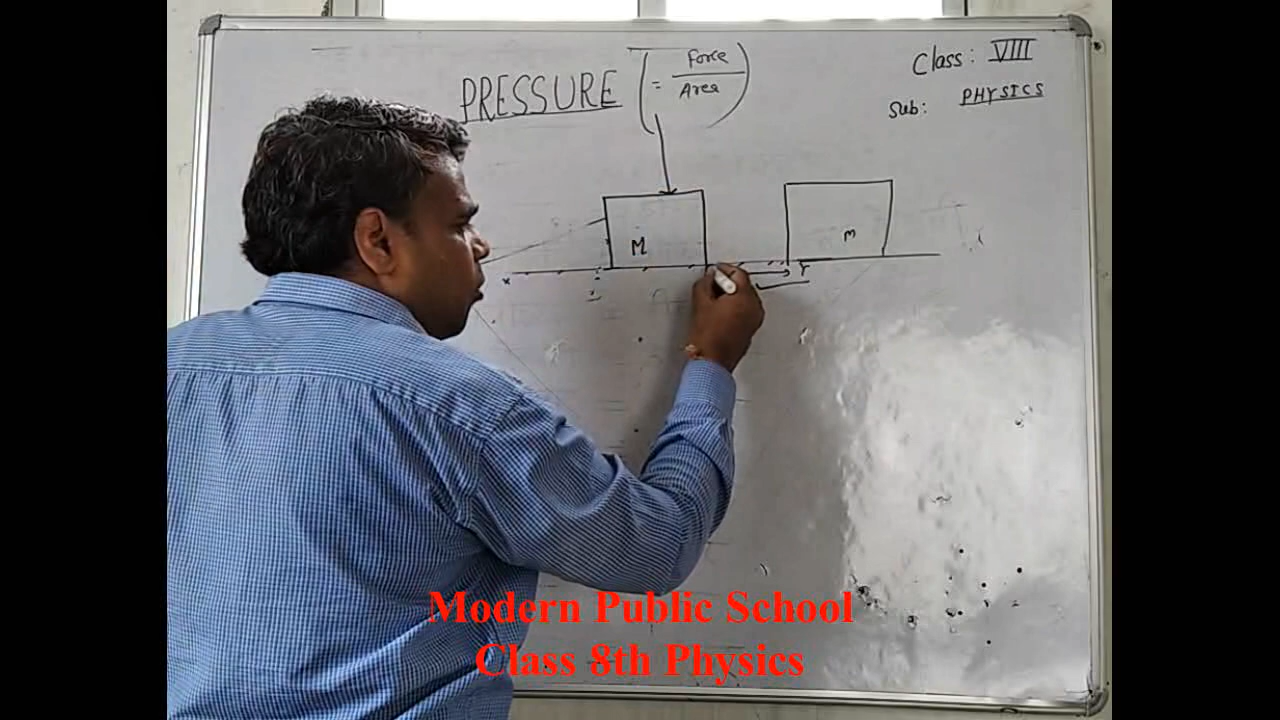 PRESSURE ( = Force / Area )
Class: VIII
Sub: PHYSICS
M
M
x
Y
Modern Public School
Class 8th Physics